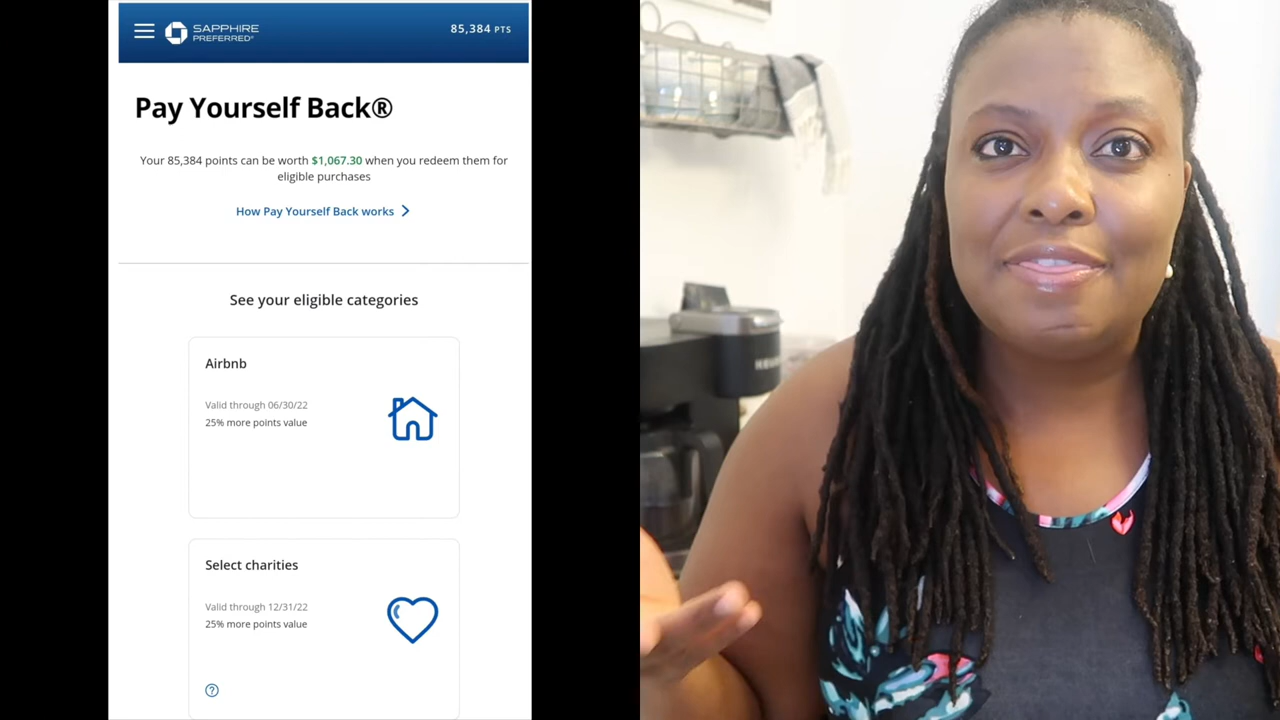 SAPPHIRE
PREFERRED®
85,384 PTS
Pay Yourself Back®
Your 85,384 points can be worth $1,067.30 when you redeem them for
eligible purchases
How Pay Yourself Back works
See your eligible categories
Airbnb
Valid through 06/30/22
25% more points value
Select charities
Valid through 12/31/22
25% more points value
?